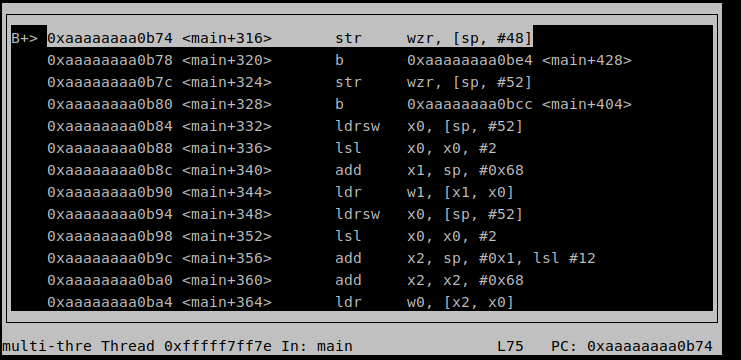 B+> 0xaaaaaaaa0b74 <main+316> str wzr, [sp, #48]
0xaaaaaaaa0b78 <main+320> b 0xaaaaaaaa0be4 <main+428>
0xaaaaaaaa0b7c <main+324> str wzr, [sp, #52]
0xaaaaaaaa0b80 <main+328> b 0xaaaaaaaa0bcc <main+404>
0xaaaaaaaa0b84 <main+332> ldrsw x0, [sp, #52]
0xaaaaaaaa0b88 <main+336> lsl x0, x0, #2
0xaaaaaaaa0b8c <main+340> add x1, sp, #0x68
0xaaaaaaaa0b90 <main+344> ldr w1, [x1, x0]
0xaaaaaaaa0b94 <main+348> ldrsw x0, [sp, #52]
0xaaaaaaaa0b98 <main+352> lsl x0, x0, #2
0xaaaaaaaa0b9c <main+356> add x2, sp, #0x1, lsl #12
0xaaaaaaaa0ba0 <main+360> add x2, x2, #0x68
0xaaaaaaaa0ba4 <main+364> ldr w0, [x2, x0]
multi-thre Thread 0xfffff7ff7e In: main L75 PC: 0xaaaaaaaa0b74